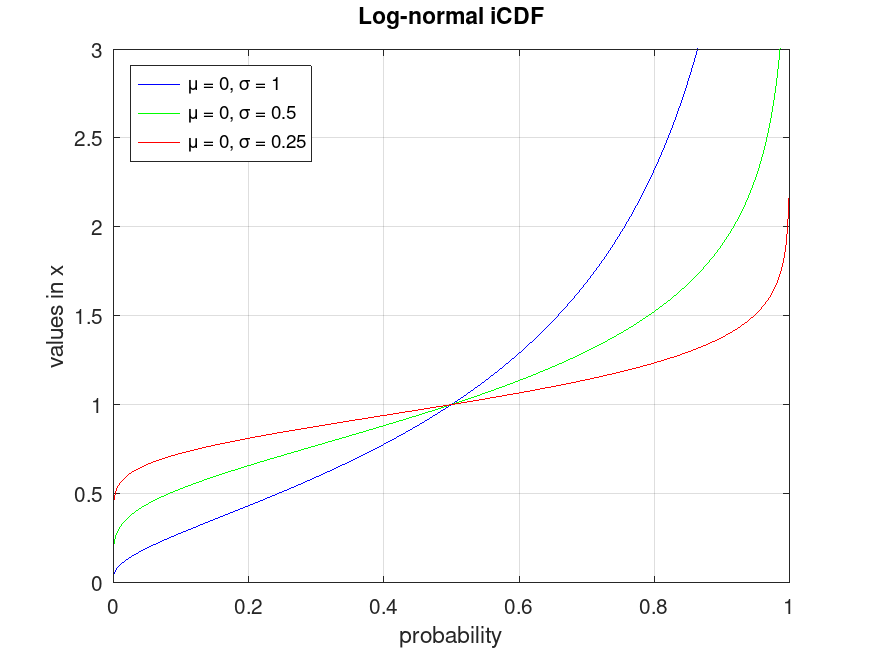 Log-normal iCDF
μ = 0, σ = 1
μ = 0, σ = 0.5
μ = 0, σ = 0.25
3
2.5
2
1.5
1
0.5
0
values in x
0 0.2 0.4 0.6 0.8 1
probability